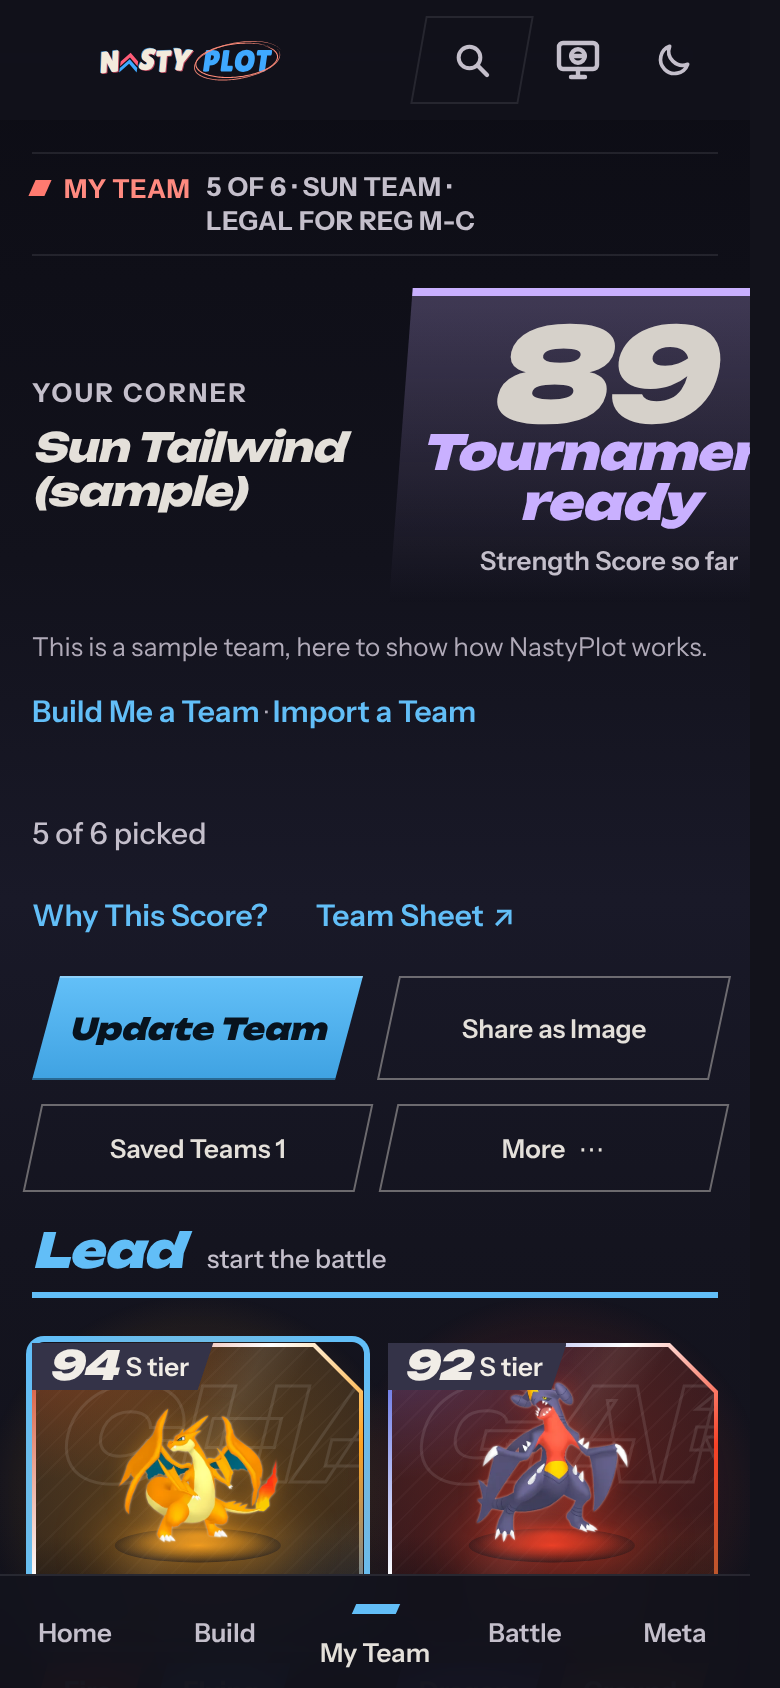 NASTY PLOT
MY TEAM
5 OF 6 · SUN TEAM ·
LEGAL FOR REG M-C
YOUR CORNER
Sun Tailwind
(sample)
89
ready
Strength Score so far
This is a sample team, here to show how NastyPlot works.
Build Me a Team · Import a Team
5 of 6 picked
Why This Score? Team Sheet ↗
Update Team
Share as Image
Saved Teams 1
More ···
Lead start the battle
94 S tier
92 S tier
CHA
GAR
Home
Build
My Team
Battle
Meta